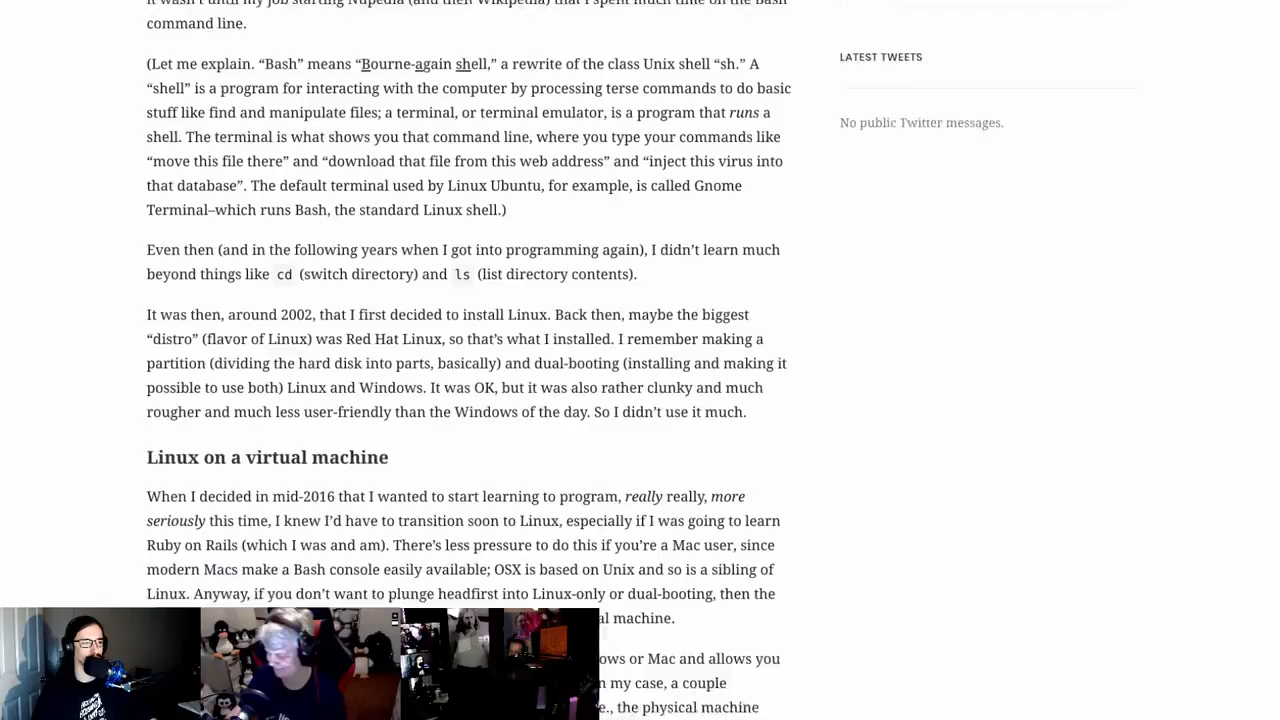 command line.
(Let me explain. “Bash” means “Bourne-again shell,” a rewrite of the class Unix shell “sh.” A
“shell” is a program for interacting with the computer by processing terse commands to do basic
stuff like find and manipulate files; a terminal, or terminal emulator, is a program that runs a
shell. The terminal is what shows you that command line, where you type your commands like
“move this file there” and “download that file from this web address” and “inject this virus into
that database”. The default terminal used by Linux Ubuntu, for example, is called Gnome
Terminal–which runs Bash, the standard Linux shell.)
Even then (and in the following years when I got into programming again), I didn’t learn much
beyond things like cd (switch directory) and ls (list directory contents).
It was then, around 2002, that I first decided to install Linux. Back then, maybe the biggest
“distro” (flavor of Linux) was Red Hat Linux, so that’s what I installed. I remember making a
partition (dividing the hard disk into parts, basically) and dual-booting (installing and making it
possible to use both) Linux and Windows. It was OK, but it was also rather clunky and much
rougher and much less user-friendly than the Windows of the day. So I didn’t use it much.
Linux on a virtual machine
When I decided in mid-2016 that I wanted to start learning to program, really really, more
seriously this time, I knew I’d have to transition soon to Linux, especially if I was going to learn
Ruby on Rails (which I was and am). There’s less pressure to do this if you’re a Mac user, since
modern Macs make a Bash console easily available; OSX is based on Unix and so is a sibling of
Linux. Anyway, if you don’t want to plunge headfirst into Linux-only or dual-booting, then the
al machine.
ows or Mac and allows you
n my case, a couple
e., the physical machine
LATEST TWEETS
No public Twitter messages.